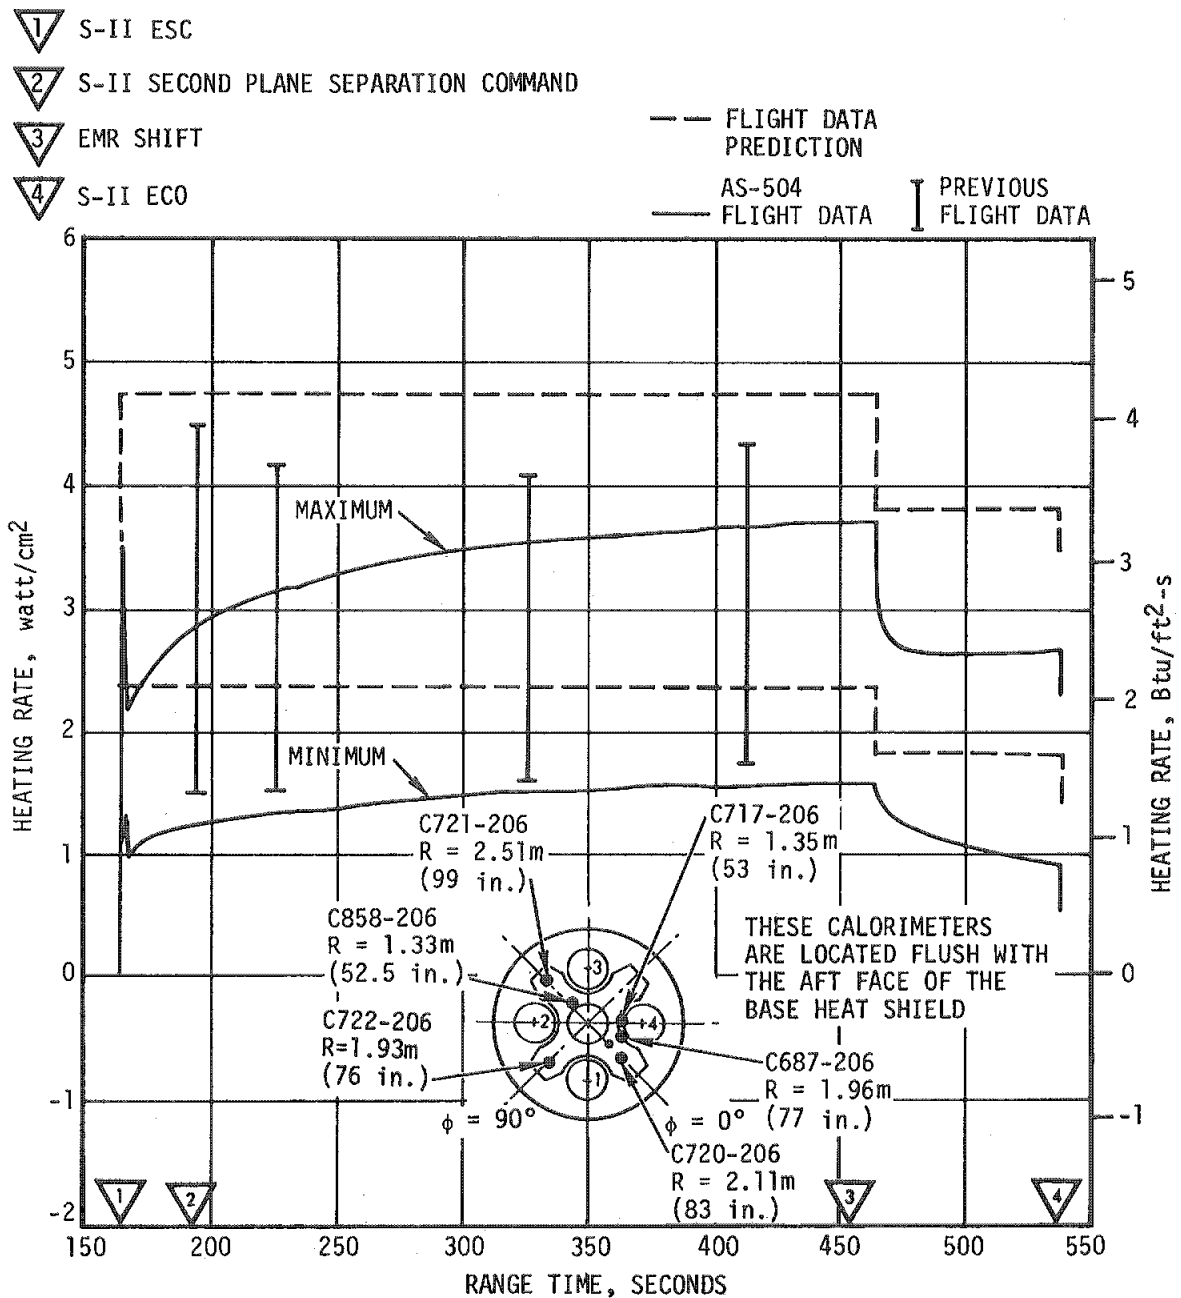 1 S-II ESC
2 S-II SECOND PLANE SEPARATION COMMAND
3 EMR SHIFT
4 S-II ECO
FLIGHT DATA
PREDICTION
AS-504
FLIGHT DATA
PREVIOUS
FLIGHT DATA
HEATING RATE, watt/cm2
6
5
4
3
2
1
0
-1
-2
MAXIMUM
MINIMUM
C721-206
R = 2.51m
(99 in.)
C717-206
R = 1.35m
(53 in.)
C858-206
R = 1.33m
(52.5 in.)
THESE CALORIMETERS
ARE LOCATED FLUSH WITH
THE AFT FACE OF THE
BASE HEAT SHIELD
C722-206
R=1.93m
(76 in.)
-3
+2
+4
-1
C687-206
R = 1.96m
(77 in.)
ϕ = 90°
ϕ = 0°
C720-206
R = 2.11m
(83 in.)
5
4
3
2
1
0
-1
HEATING RATE, Btu/ft2-s
1
2
3
4
150 200 250 300 350 400 450 500 550
RANGE TIME, SECONDS